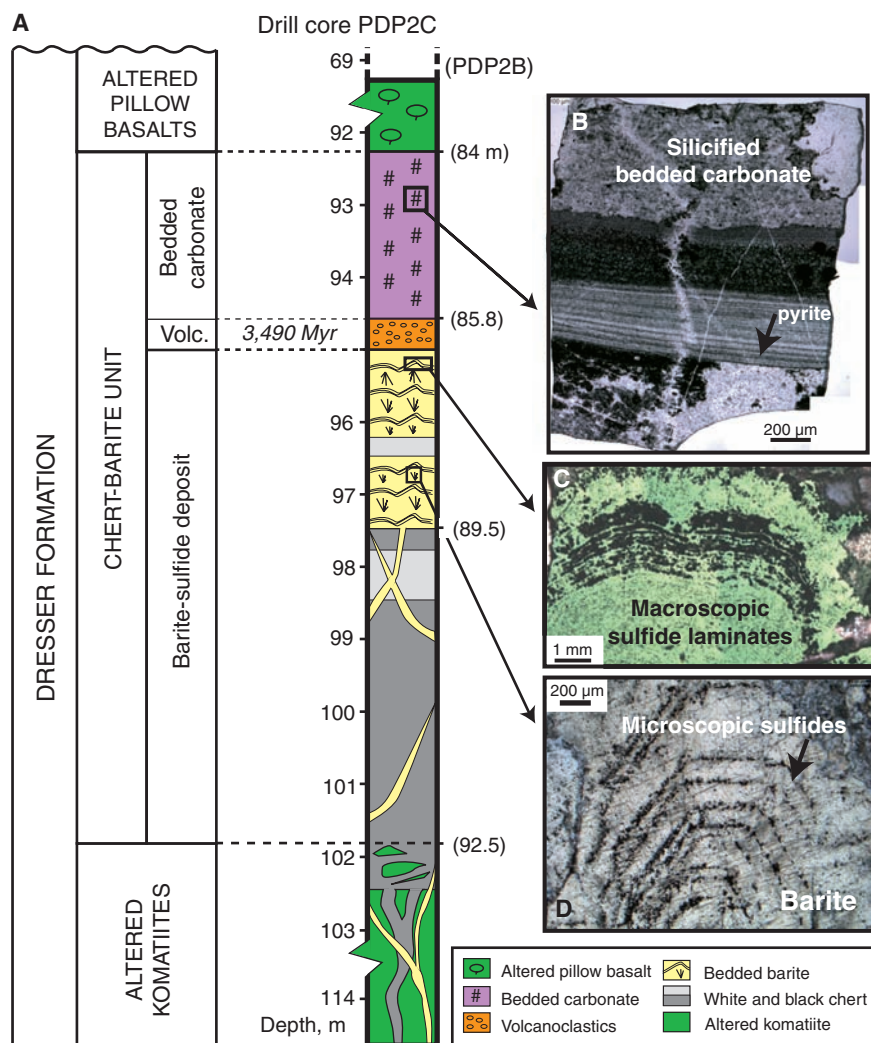 A
Drill core PDP2C
69
(PDP2B)
ALTERED
PILLOW
BASALTS
92
(84 m)
DRESSER FORMATION
CHERT-BARITE UNIT
Bedded
carbonate
#
93
94
(85.8)
Volc.
3,490 Myr
Barite-sulfide deposit
96
97
(89.5)
98
99
100
101
(92.5)
102
ALTERED
KOMATIITES
103
114
Depth, m
B
Silicified
bedded carbonate
pyrite
200 µm
C
Macroscopic
sulfide laminates
1 mm
200 µm
Microscopic sulfides
Barite
D
Altered pillow basalt
Bedded barite
# Bedded carbonate
White and black chert
Volcanoclastics
Altered komatiite